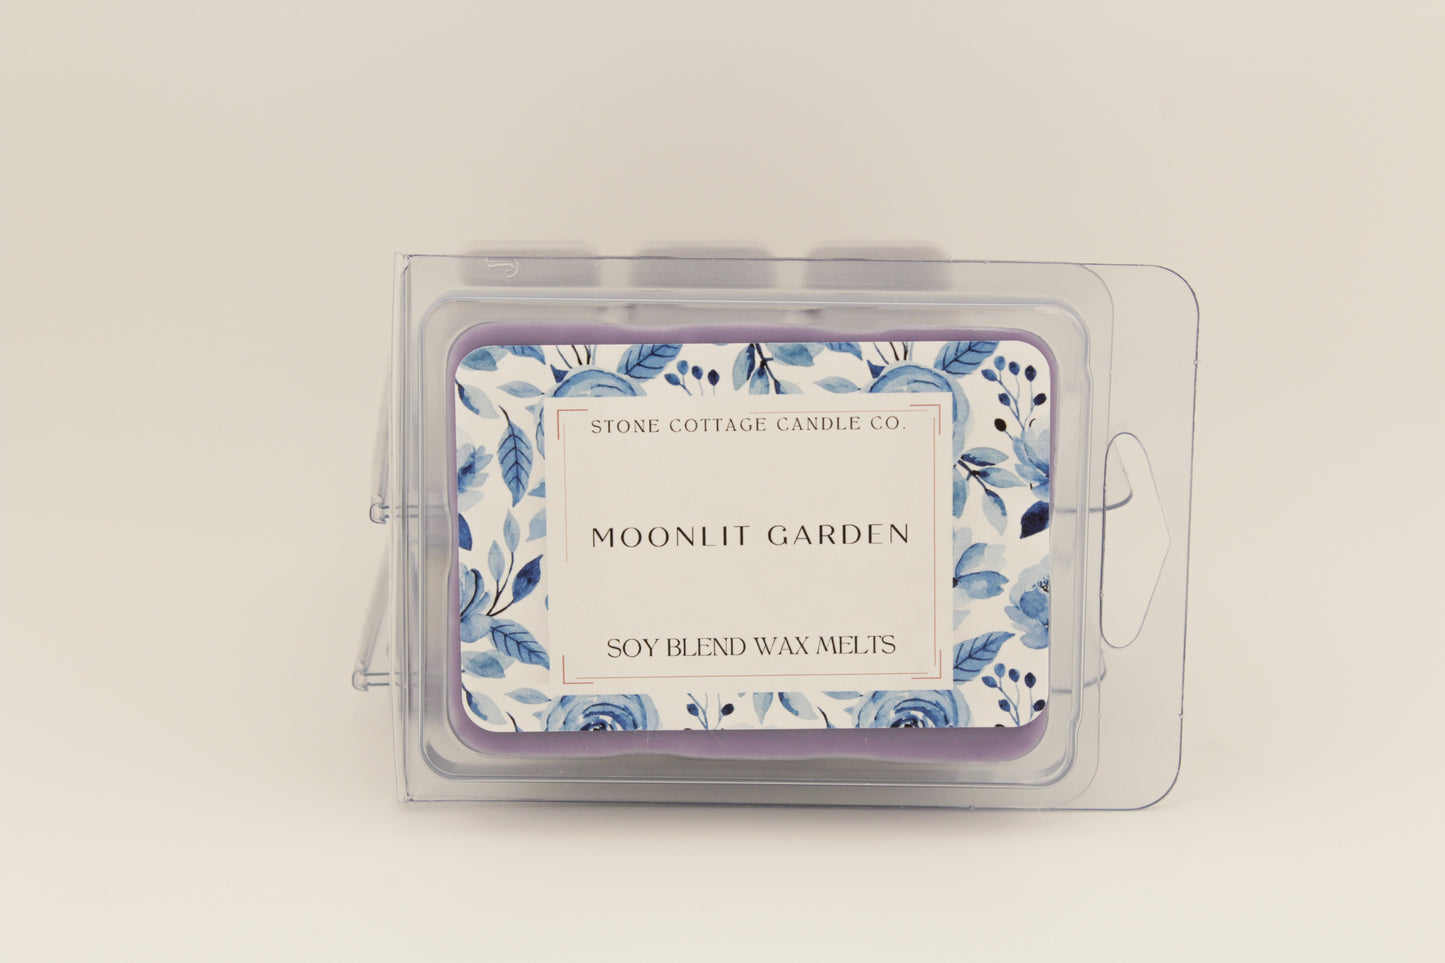 STONE COTTAGE CANDLE CO.
MOONLIT GARDEN
SOY BLEND WAX MELTS